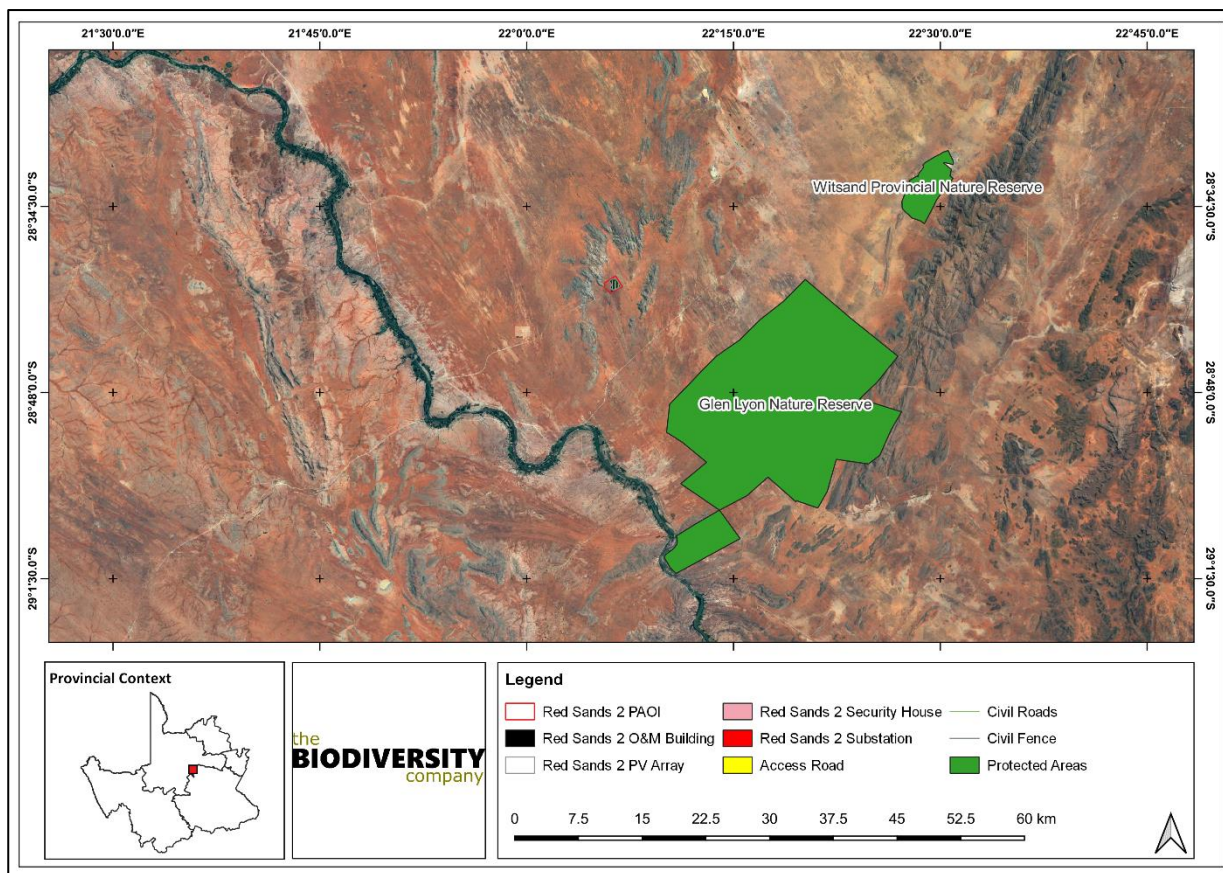 21°30'0.0"E 21°45'0.0"E 22°0'0.0"E 22°15'0.0"E 22°30'0.0"E 22°45'0.0"E
Witsand Provincial Nature Reserve
28°34'30.0"S 28°34'30.0"S
28°48'0.0"S 28°48'0.0"S
Glen Lyon Nature Reserve
29°1'30.0"S 29°1'30.0"S
Provincial Context
the
BIODIVERSITY
company
Legend
Red Sands 2 PAOI
Red Sands 2 O&M Building
Red Sands 2 PV Array
Red Sands 2 Security House
Red Sands 2 Substation
Access Road
Civil Roads
Civil Fence
Protected Areas
0 7.5 15 22.5 30 37.5 45 52.5 60 km